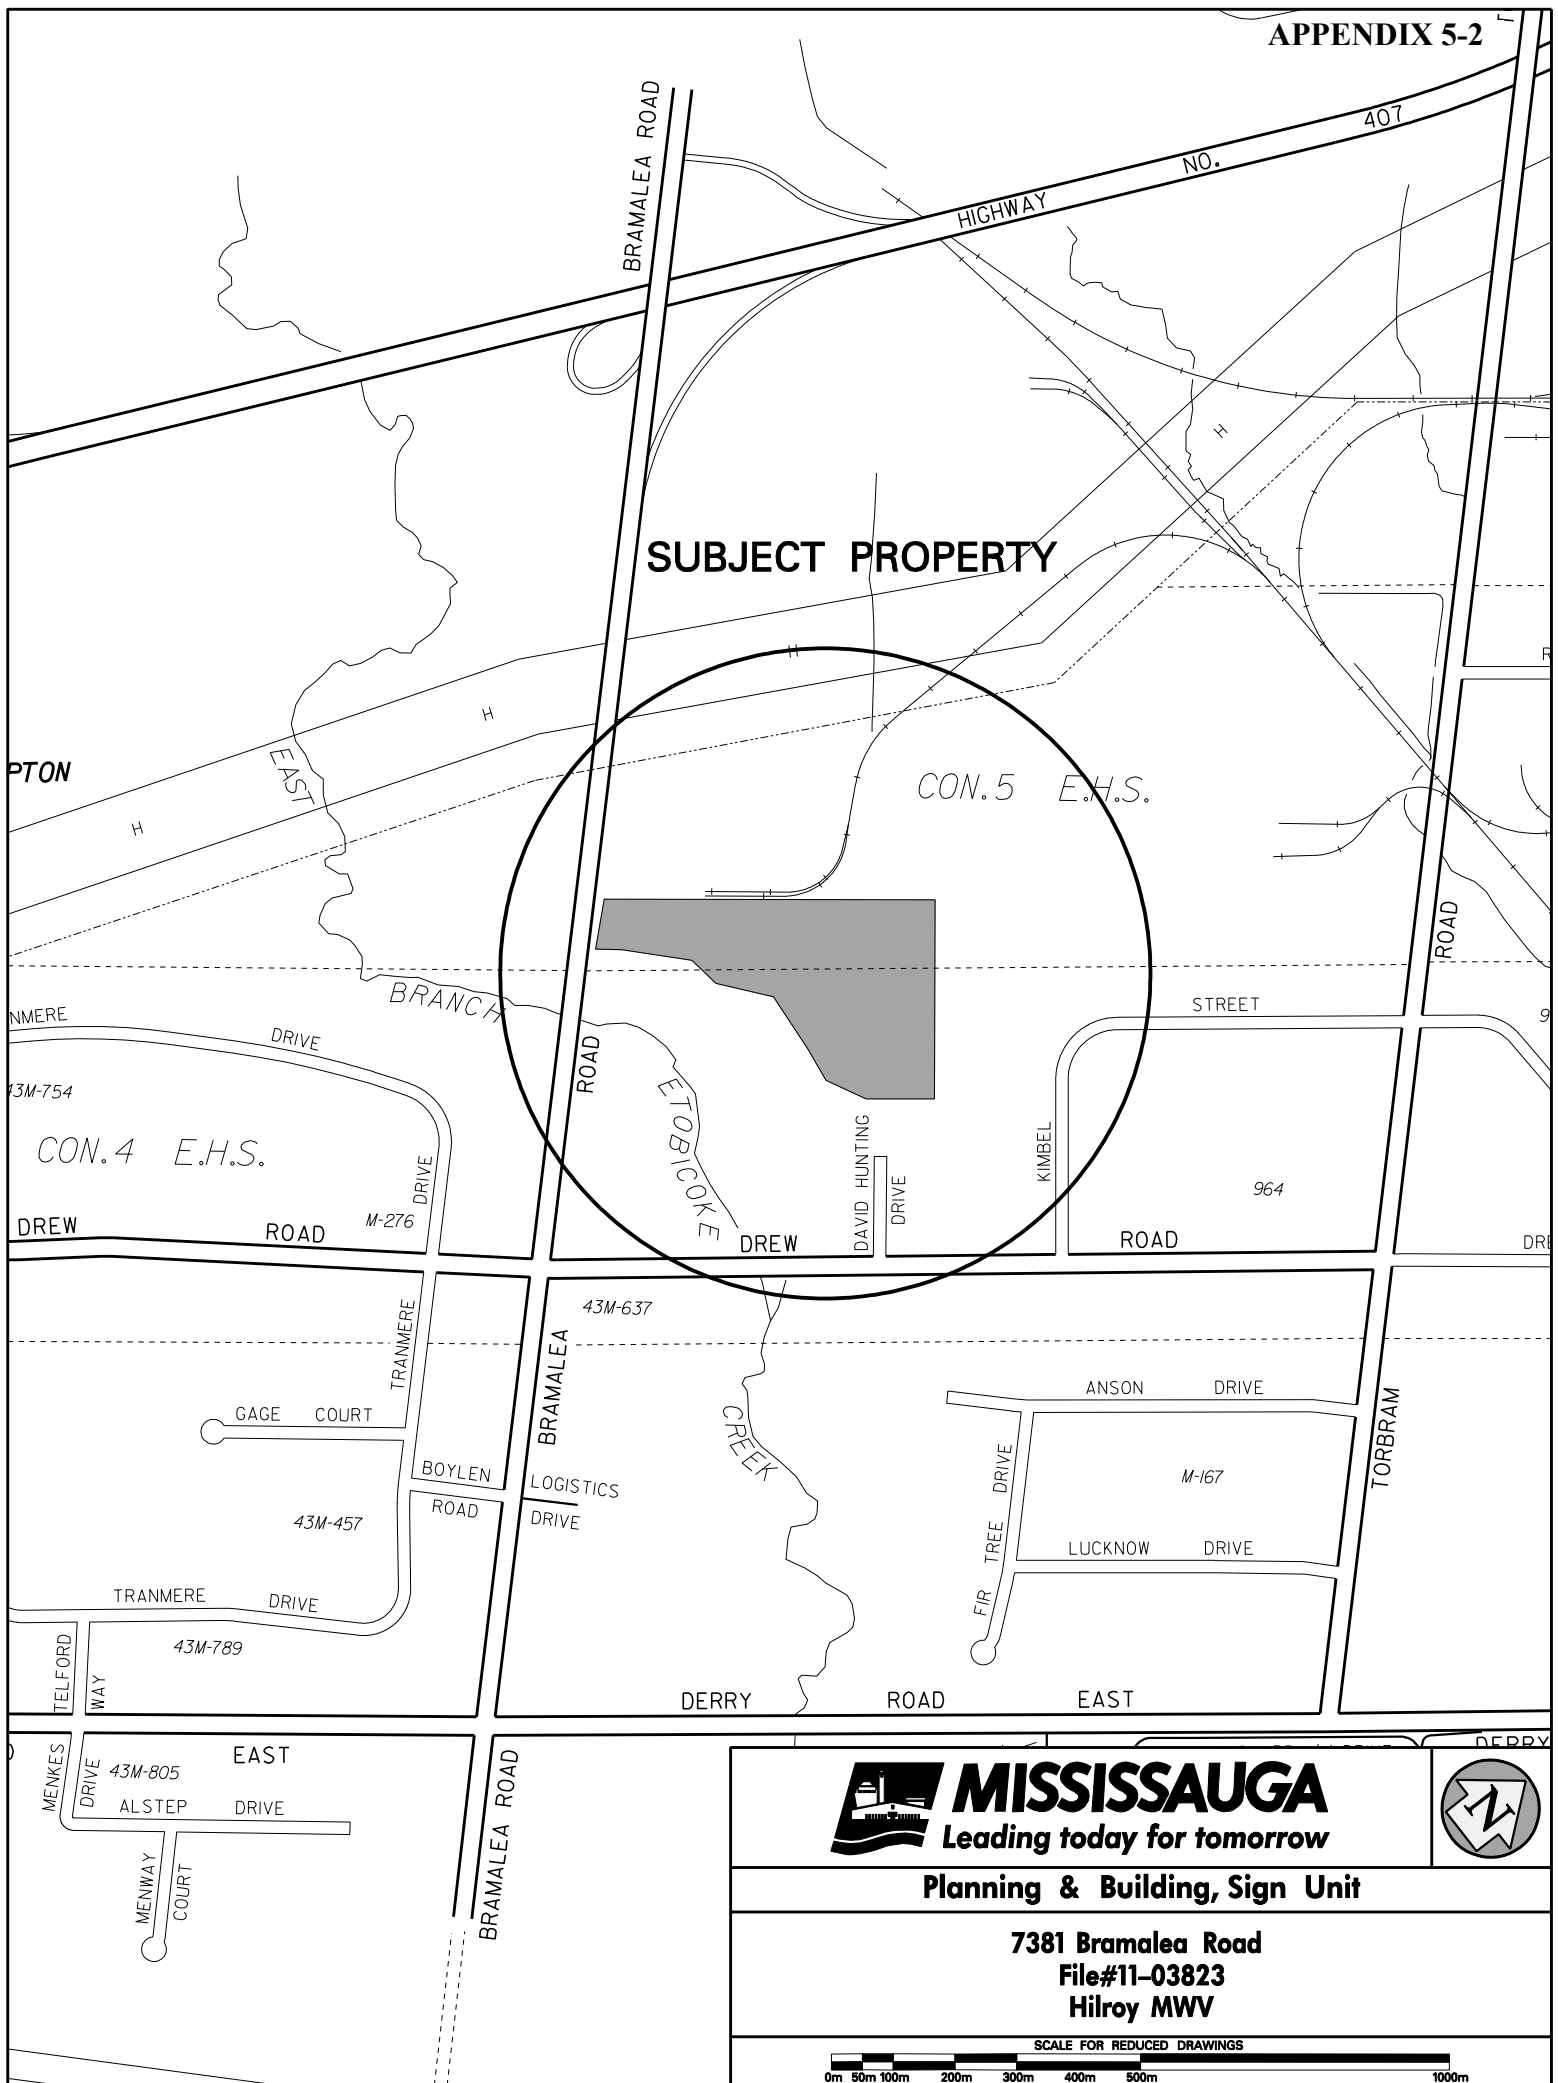 APPENDIX 5-2
BRAMALEA ROAD
HIGHWAY NO. 407
H
SUBJECT PROPERTY
H
H
H
EAST
PTON
CON.5 E.H.S.
ROAD
BRANCH
STREET
NMERE
DRIVE
ROAD
43M-754
ETOBICOKE
CON.4 E.H.S.
DRIVE
DAVID HUNTING
DRIVE
KIMBEL
964
M-276
DREW ROAD
DREW ROAD
DRE
43M-637
TRANMERE
BRAMALEA
ANSON DRIVE
GAGE COURT
CREEK
TORBRAM
BOYLEN
ROAD
LOGISTICS
DRIVE
M-167
43M-457
FIR TREE DRIVE
LUCKNOW DRIVE
TRANMERE DRIVE
43M-789
TELFORD
WAY
DERRY ROAD EAST
DERRY
EAST
MENKES
DRIVE
43M-805
ALSTEP DRIVE
MENWAY
COURT
BRAMALEA ROAD
MISSISSAUGA
Leading today for tomorrow
N
Planning & Building, Sign Unit
7381 Bramalea Road
File#11-03823
Hilroy MWV
SCALE FOR REDUCED DRAWINGS
0m 50m 100m 200m 300m 400m 500m 1000m